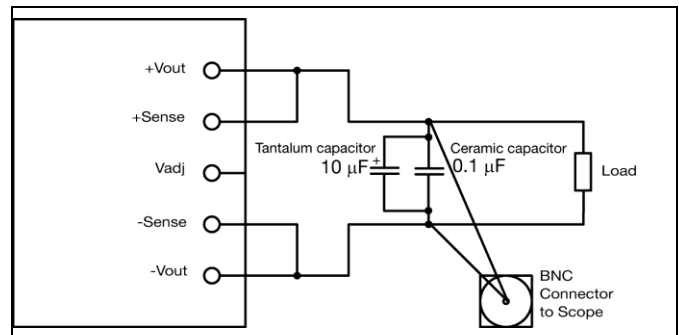 +Vout
+Sense
Vadj
-Sense
-Vout
Tantalum capacitor
10 μF
+
Ceramic capacitor
0.1 μF
Load
BNC
Connector
to Scope